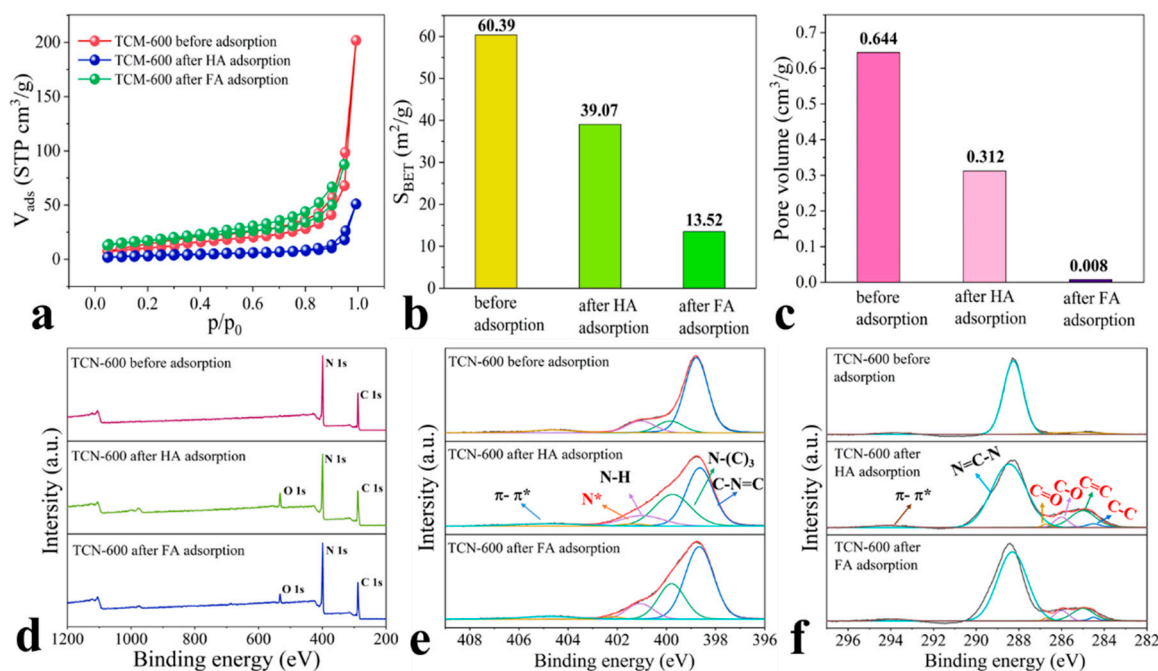 V_ads (STP cm³/g)
200
150
100
50
0
TCM-600 before adsorption
TCM-600 after HA adsorption
TCM-600 after FA adsorption
0.0 0.2 0.4 0.6 0.8 1.0
p/p₀
a
S_BET (m²/g)
60
50
40
30
20
10
0
60.39
39.07
13.52
before adsorption
after HA adsorption
after FA adsorption
b
Pore volume (cm³/g)
0.7
0.6
0.5
0.4
0.3
0.2
0.1
0.0
0.644
0.312
0.008
before adsorption
after HA adsorption
after FA adsorption
c
Intensity (a.u.)
TCN-600 before adsorption
N 1s
C 1s
TCN-600 after HA adsorption
N 1s
O 1s
C 1s
TCN-600 after FA adsorption
N 1s
O 1s
C 1s
1200 1000 800 600 400 200
Binding energy (eV)
d
Intensity (a.u.)
TCN-600 before adsorption
TCN-600 after HA adsorption
π- π*
N*
N-H
N-(C)₃
C-N=C
TCN-600 after FA adsorption
408 406 404 402 400 398 396
Binding energy (eV)
e
Intensity (a.u.)
TCN-600 before
adsorption
TCN-600 after
HA adsorption
N=C-N
π- π*
C=O
C-O
C=C
C-C
TCN-600 after
FA adsorption
296 294 292 290 288 286 284 282
Binding energy (eV)
f